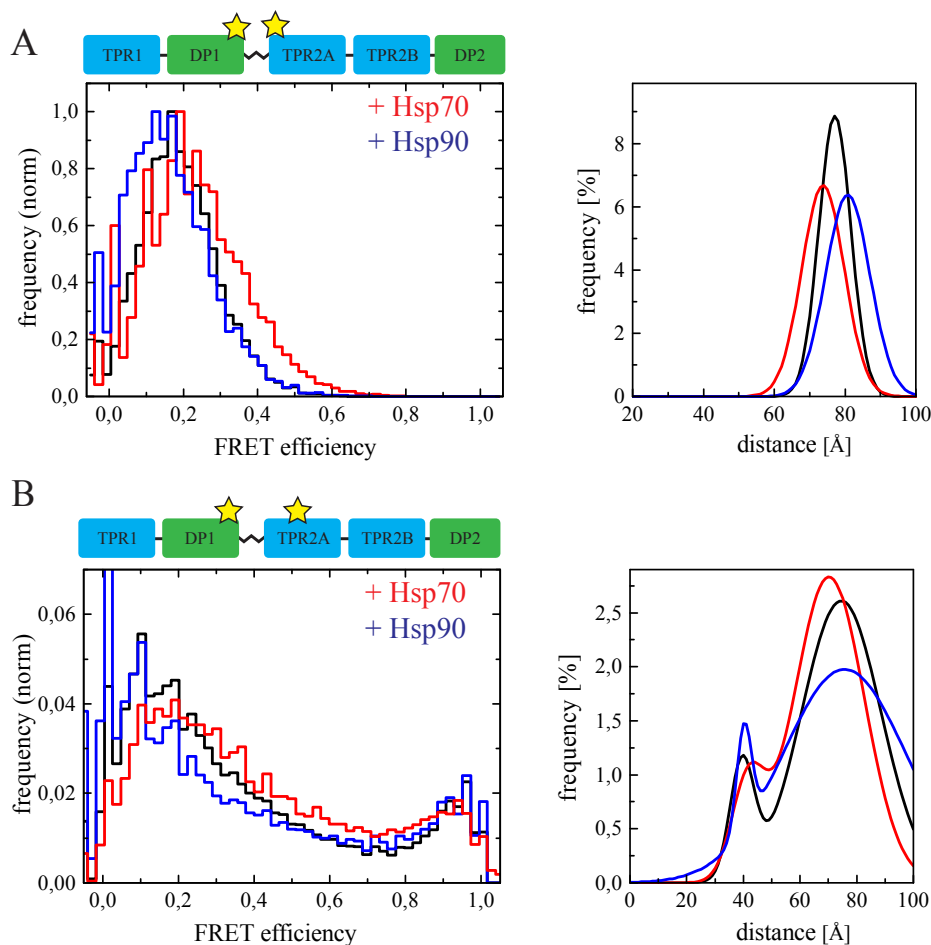 A
TPR1 DP1 TPR2A TPR2B DP2
+ Hsp70
+ Hsp90
frequency (norm)
1,0
0,8
0,6
0,4
0,2
0,0
0,0 0,2 0,4 0,6 0,8 1,0
FRET efficiency
frequency [%]
8
6
4
2
0
20 40 60 80 100
distance [Å]
B
TPR1 DP1 TPR2A TPR2B DP2
+ Hsp70
+ Hsp90
frequency (norm)
0,06
0,04
0,02
0,00
0,0 0,2 0,4 0,6 0,8 1,0
FRET efficiency
frequency [%]
2,5
2,0
1,5
1,0
0,5
0,0
0 20 40 60 80 100
distance [Å]